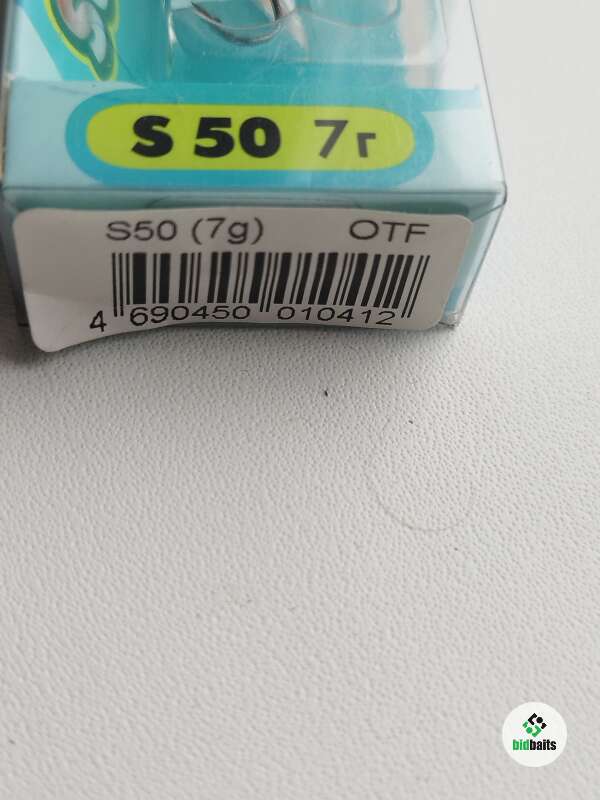 S 50 7г
S50 (7g) OTF
4 690450 010412
bidbaits